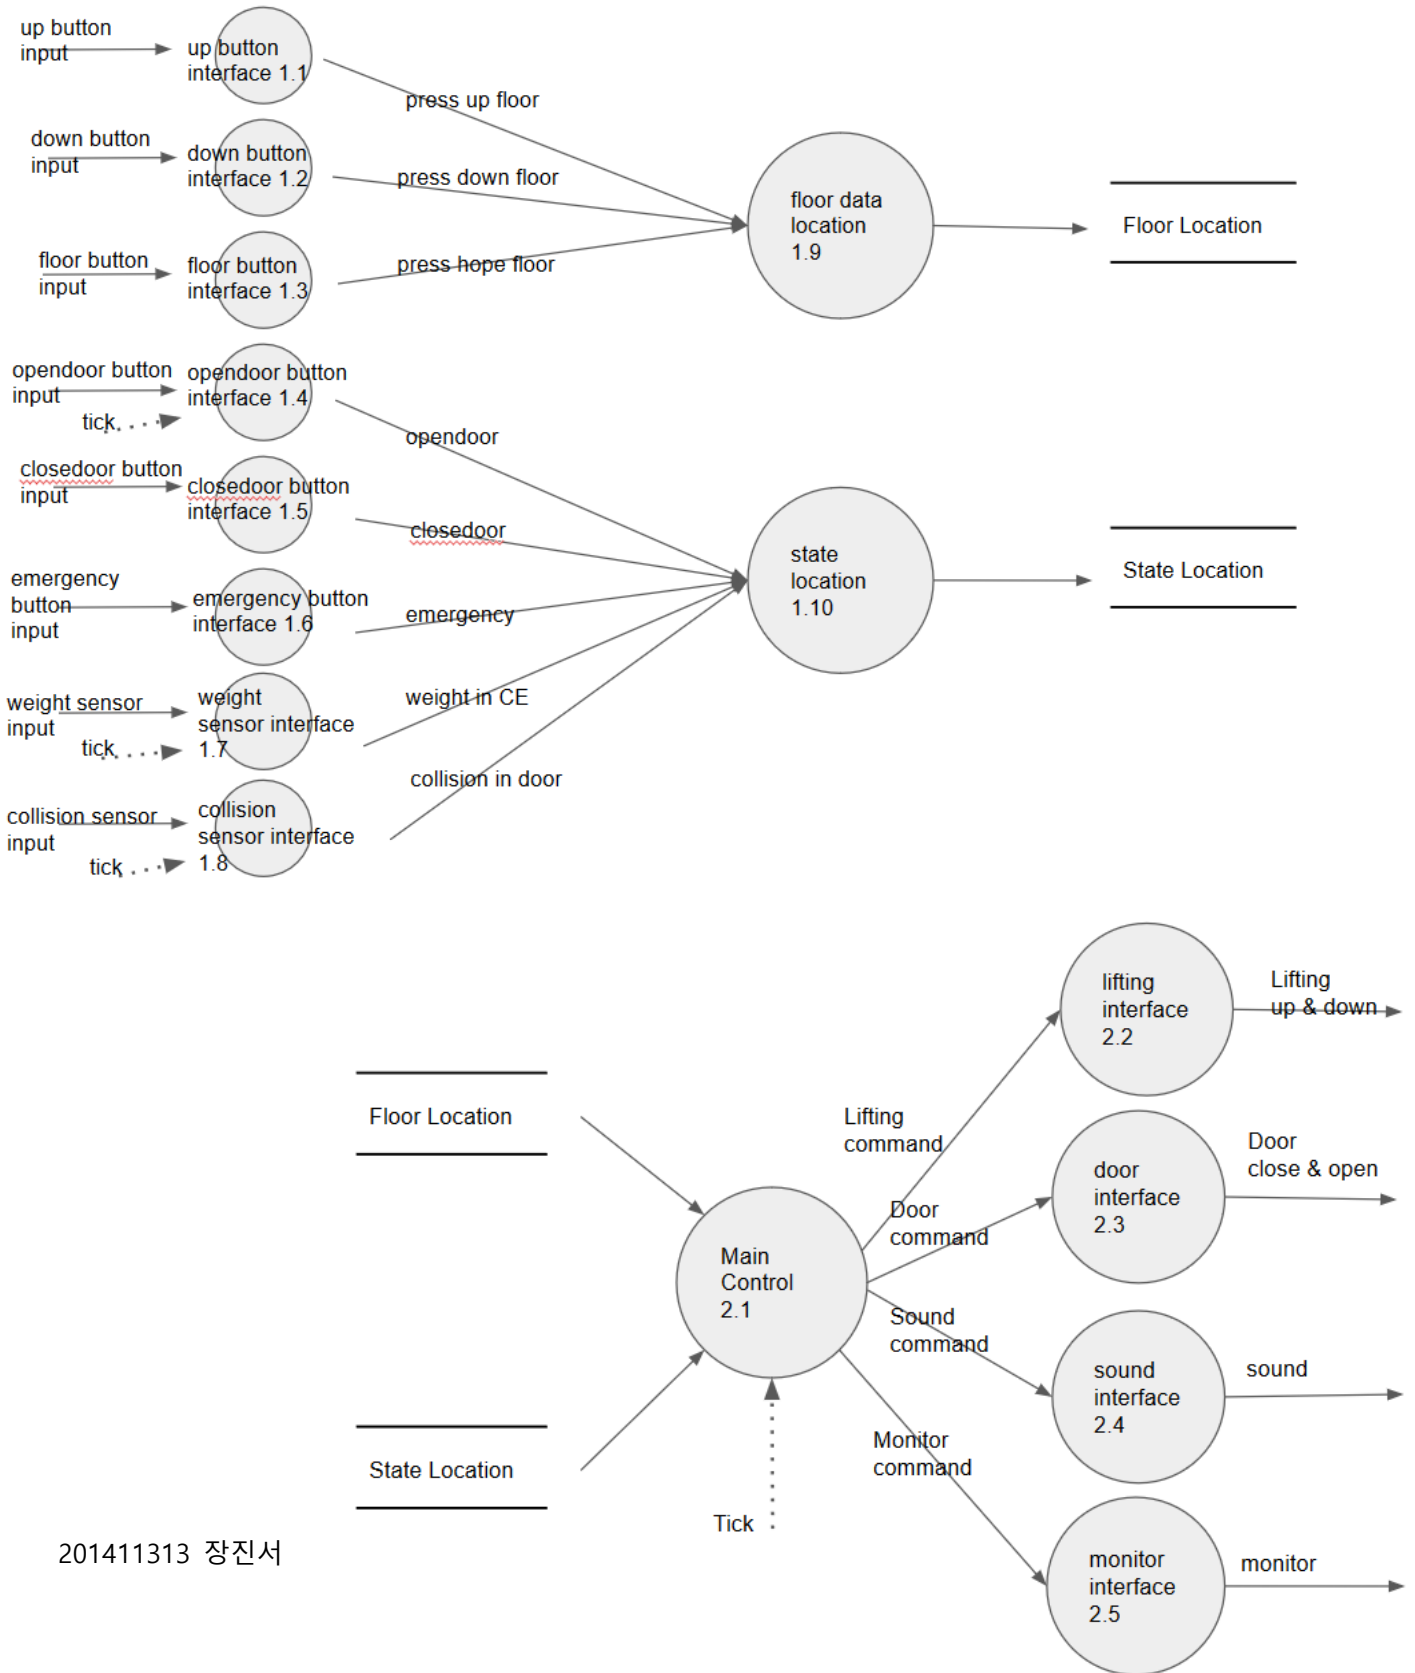 up button
input
up button
interface 1.1
press up floor
down button
input
down button
interface 1.2
press down floor
floor button
input
floor button
interface 1.3
press hope floor
floor data
location
1.9
Floor Location
opendoor button
input
tick
opendoor button
interface 1.4
opendoor
closedoor button
input
closedoor button
interface 1.5
closedoor
emergency
button
input
emergency button
interface 1.6
emergency
weight sensor
input
tick
weight
sensor interface
1.7
weight in CE
collision sensor
input
tick
collision
sensor interface
1.8
collision in door
state
location
1.10
State Location
Floor Location
State Location
Main
Control
2.1
Tick
Lifting
command
Door
command
Sound
command
Monitor
command
lifting
interface
2.2
Lifting
up & down
door
interface
2.3
Door
close & open
sound
interface
2.4
sound
monitor
interface
2.5
monitor
201411313 장진서